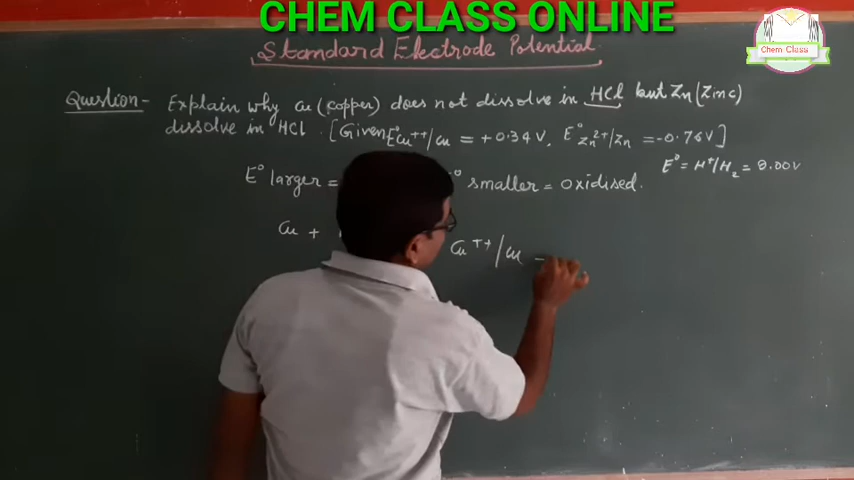 CHEM CLASS ONLINE
Chem Class
Standard Electrode Potential
Question- Explain why Cu (copper) does not dissolve in HCl but Zn (Zinc)
dissolve in HCl. [Given E°Cu++/Cu = +0.34V, E°Zn2+/Zn = -0.76V]
E° = H+/H2 = 0.00V
E° larger = E° smaller = Oxidised.
Cu + Cu++/Cu -